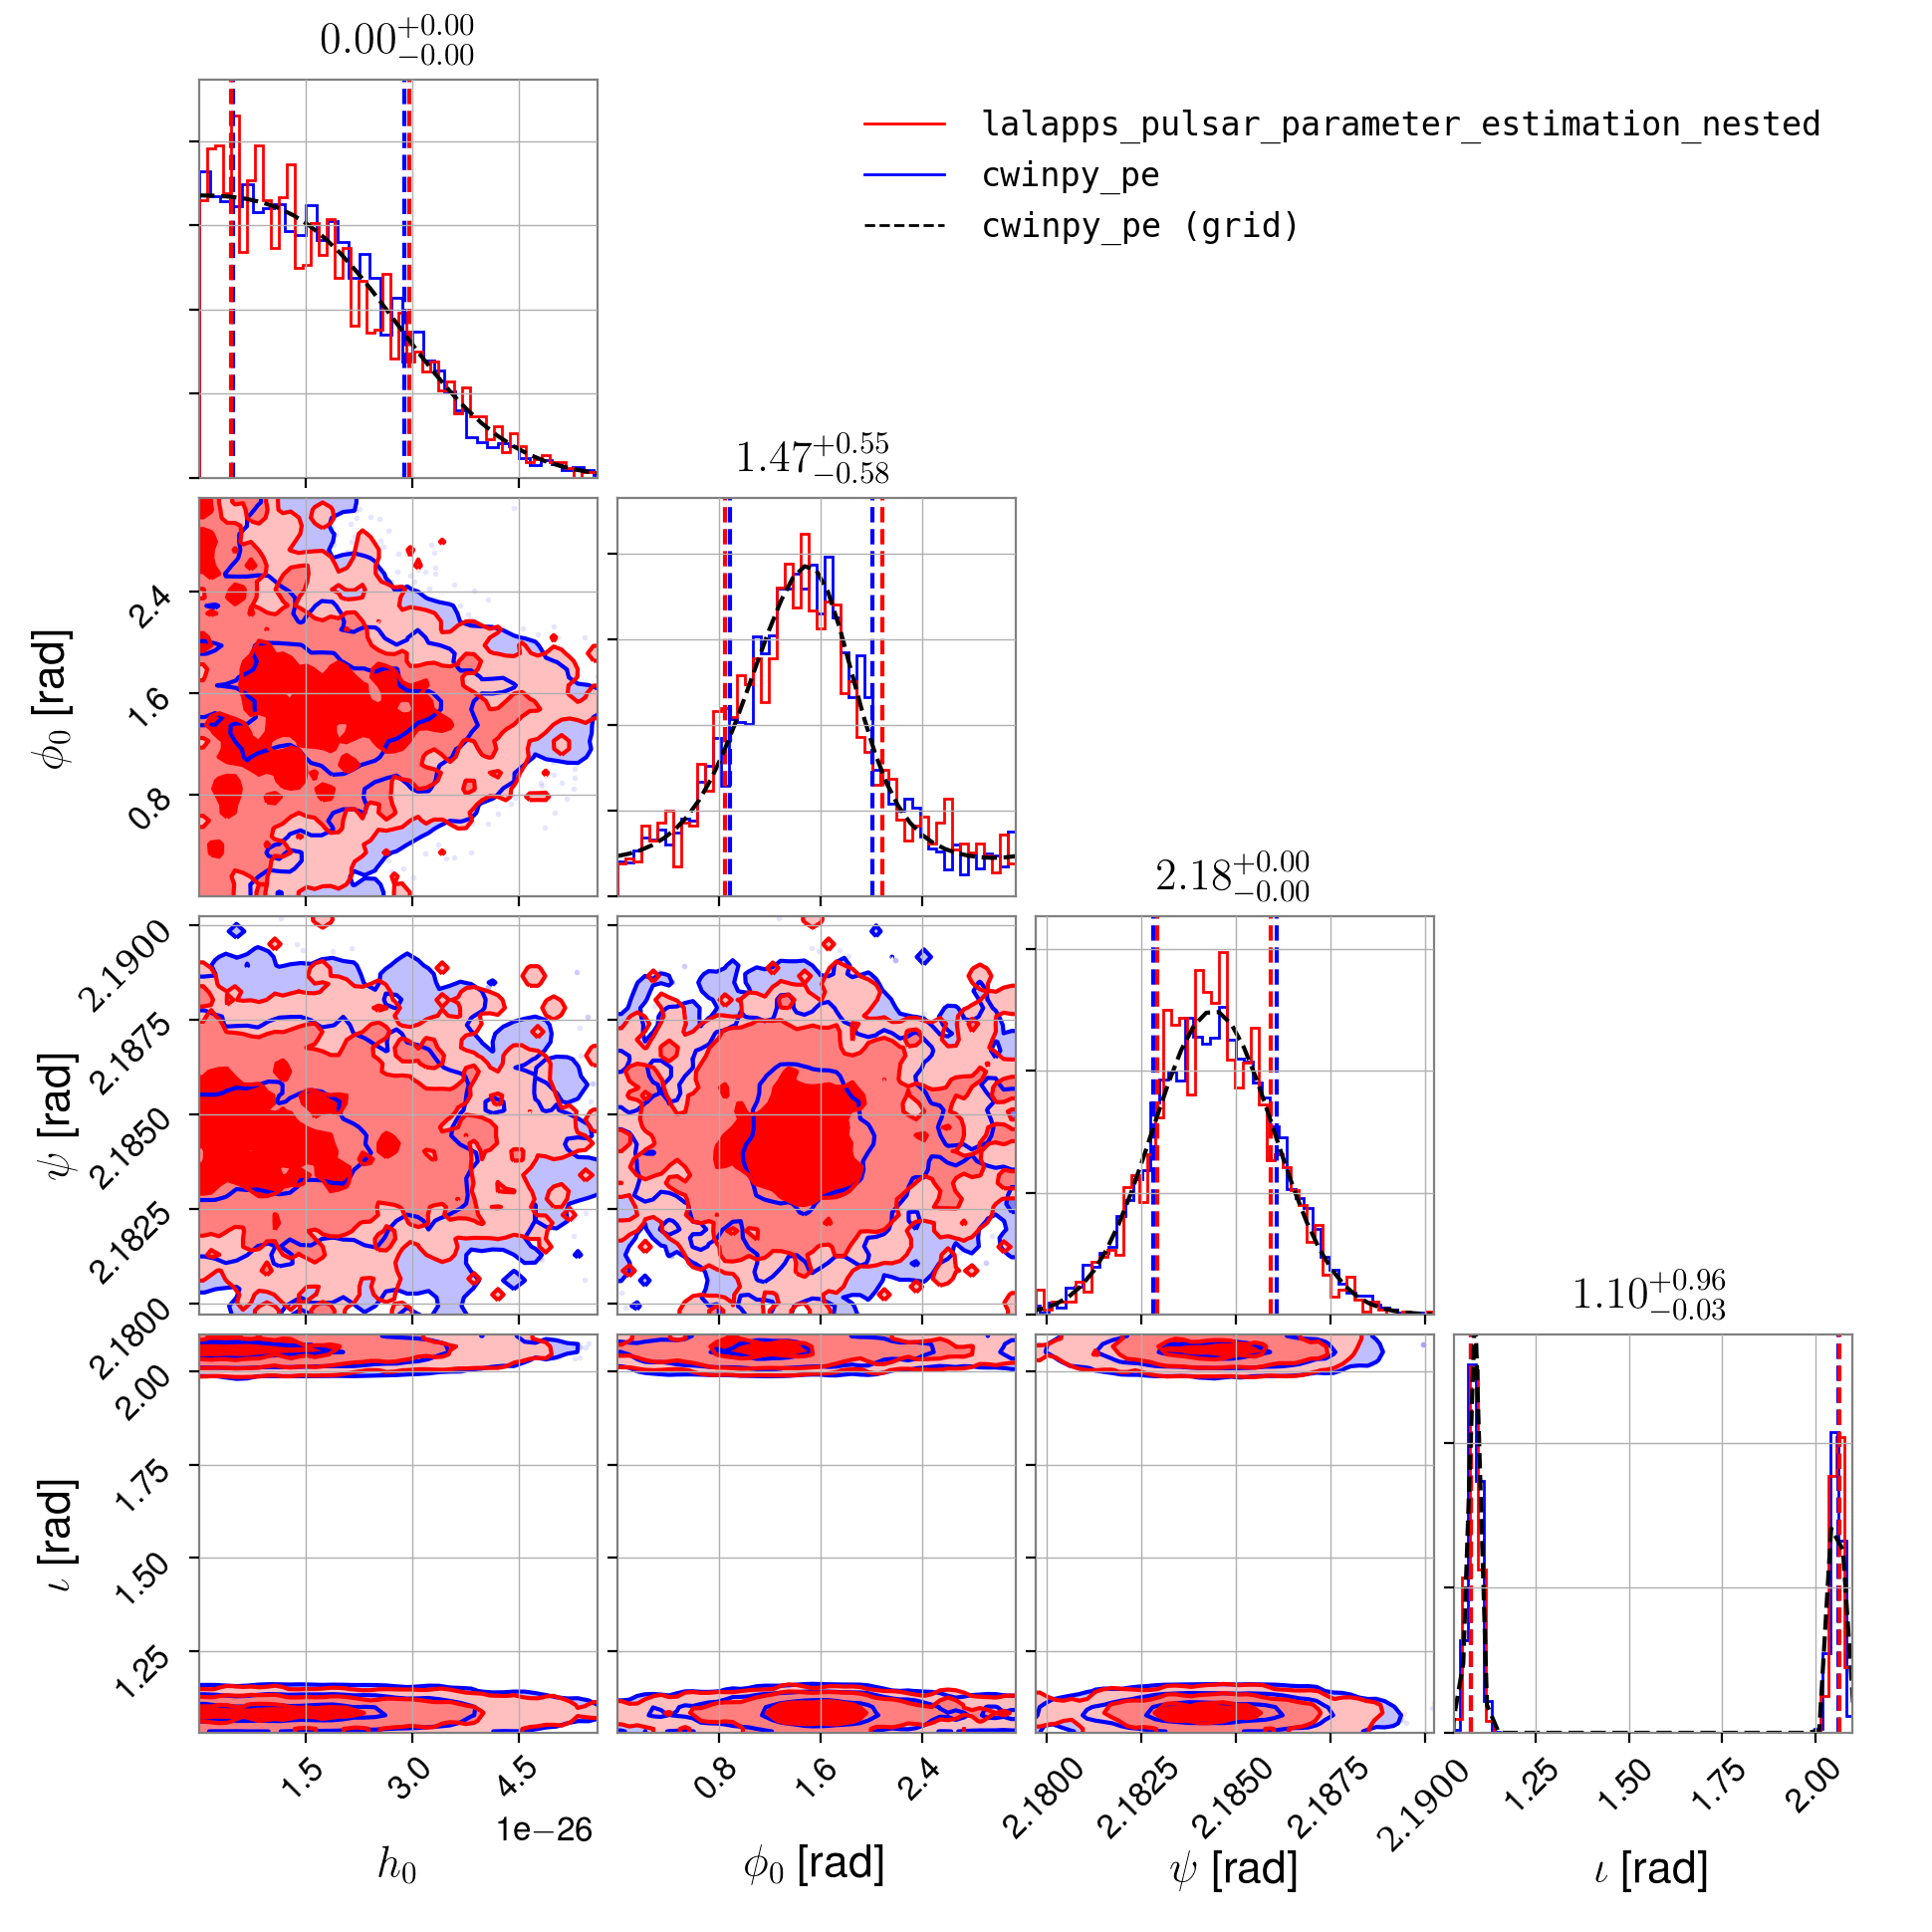 0.00+0.00−0.00
lalapps_pulsar_parameter_estimation_nested
cwinpy_pe
cwinpy_pe (grid)
1.47+0.55−0.58
2.4
1.6
0.8
ϕ0 [rad]
2.18+0.00−0.00
2.1900
2.1875
2.1850
2.1825
2.1800
ψ [rad]
1.10+0.96−0.03
2.00
1.75
1.50
1.25
ι [rad]
1.5 3.0 4.5 0.8 1.6 2.4 2.1800 2.1825 2.1850 2.1875 2.1900 1.25 1.50 1.75 2.00
1e−26
h0 ϕ0 [rad] ψ [rad] ι [rad]